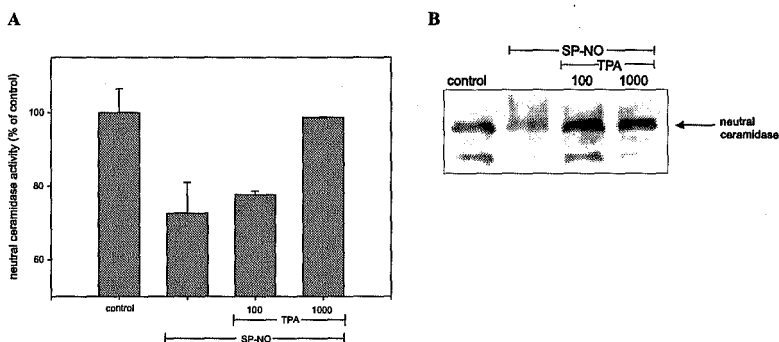 A
neutral ceramidase activity (% of control)
100
80
60
control
100
1000
TPA
SP-NO
B
SP-NO
TPA
control
100
1000
neutral
ceramidase